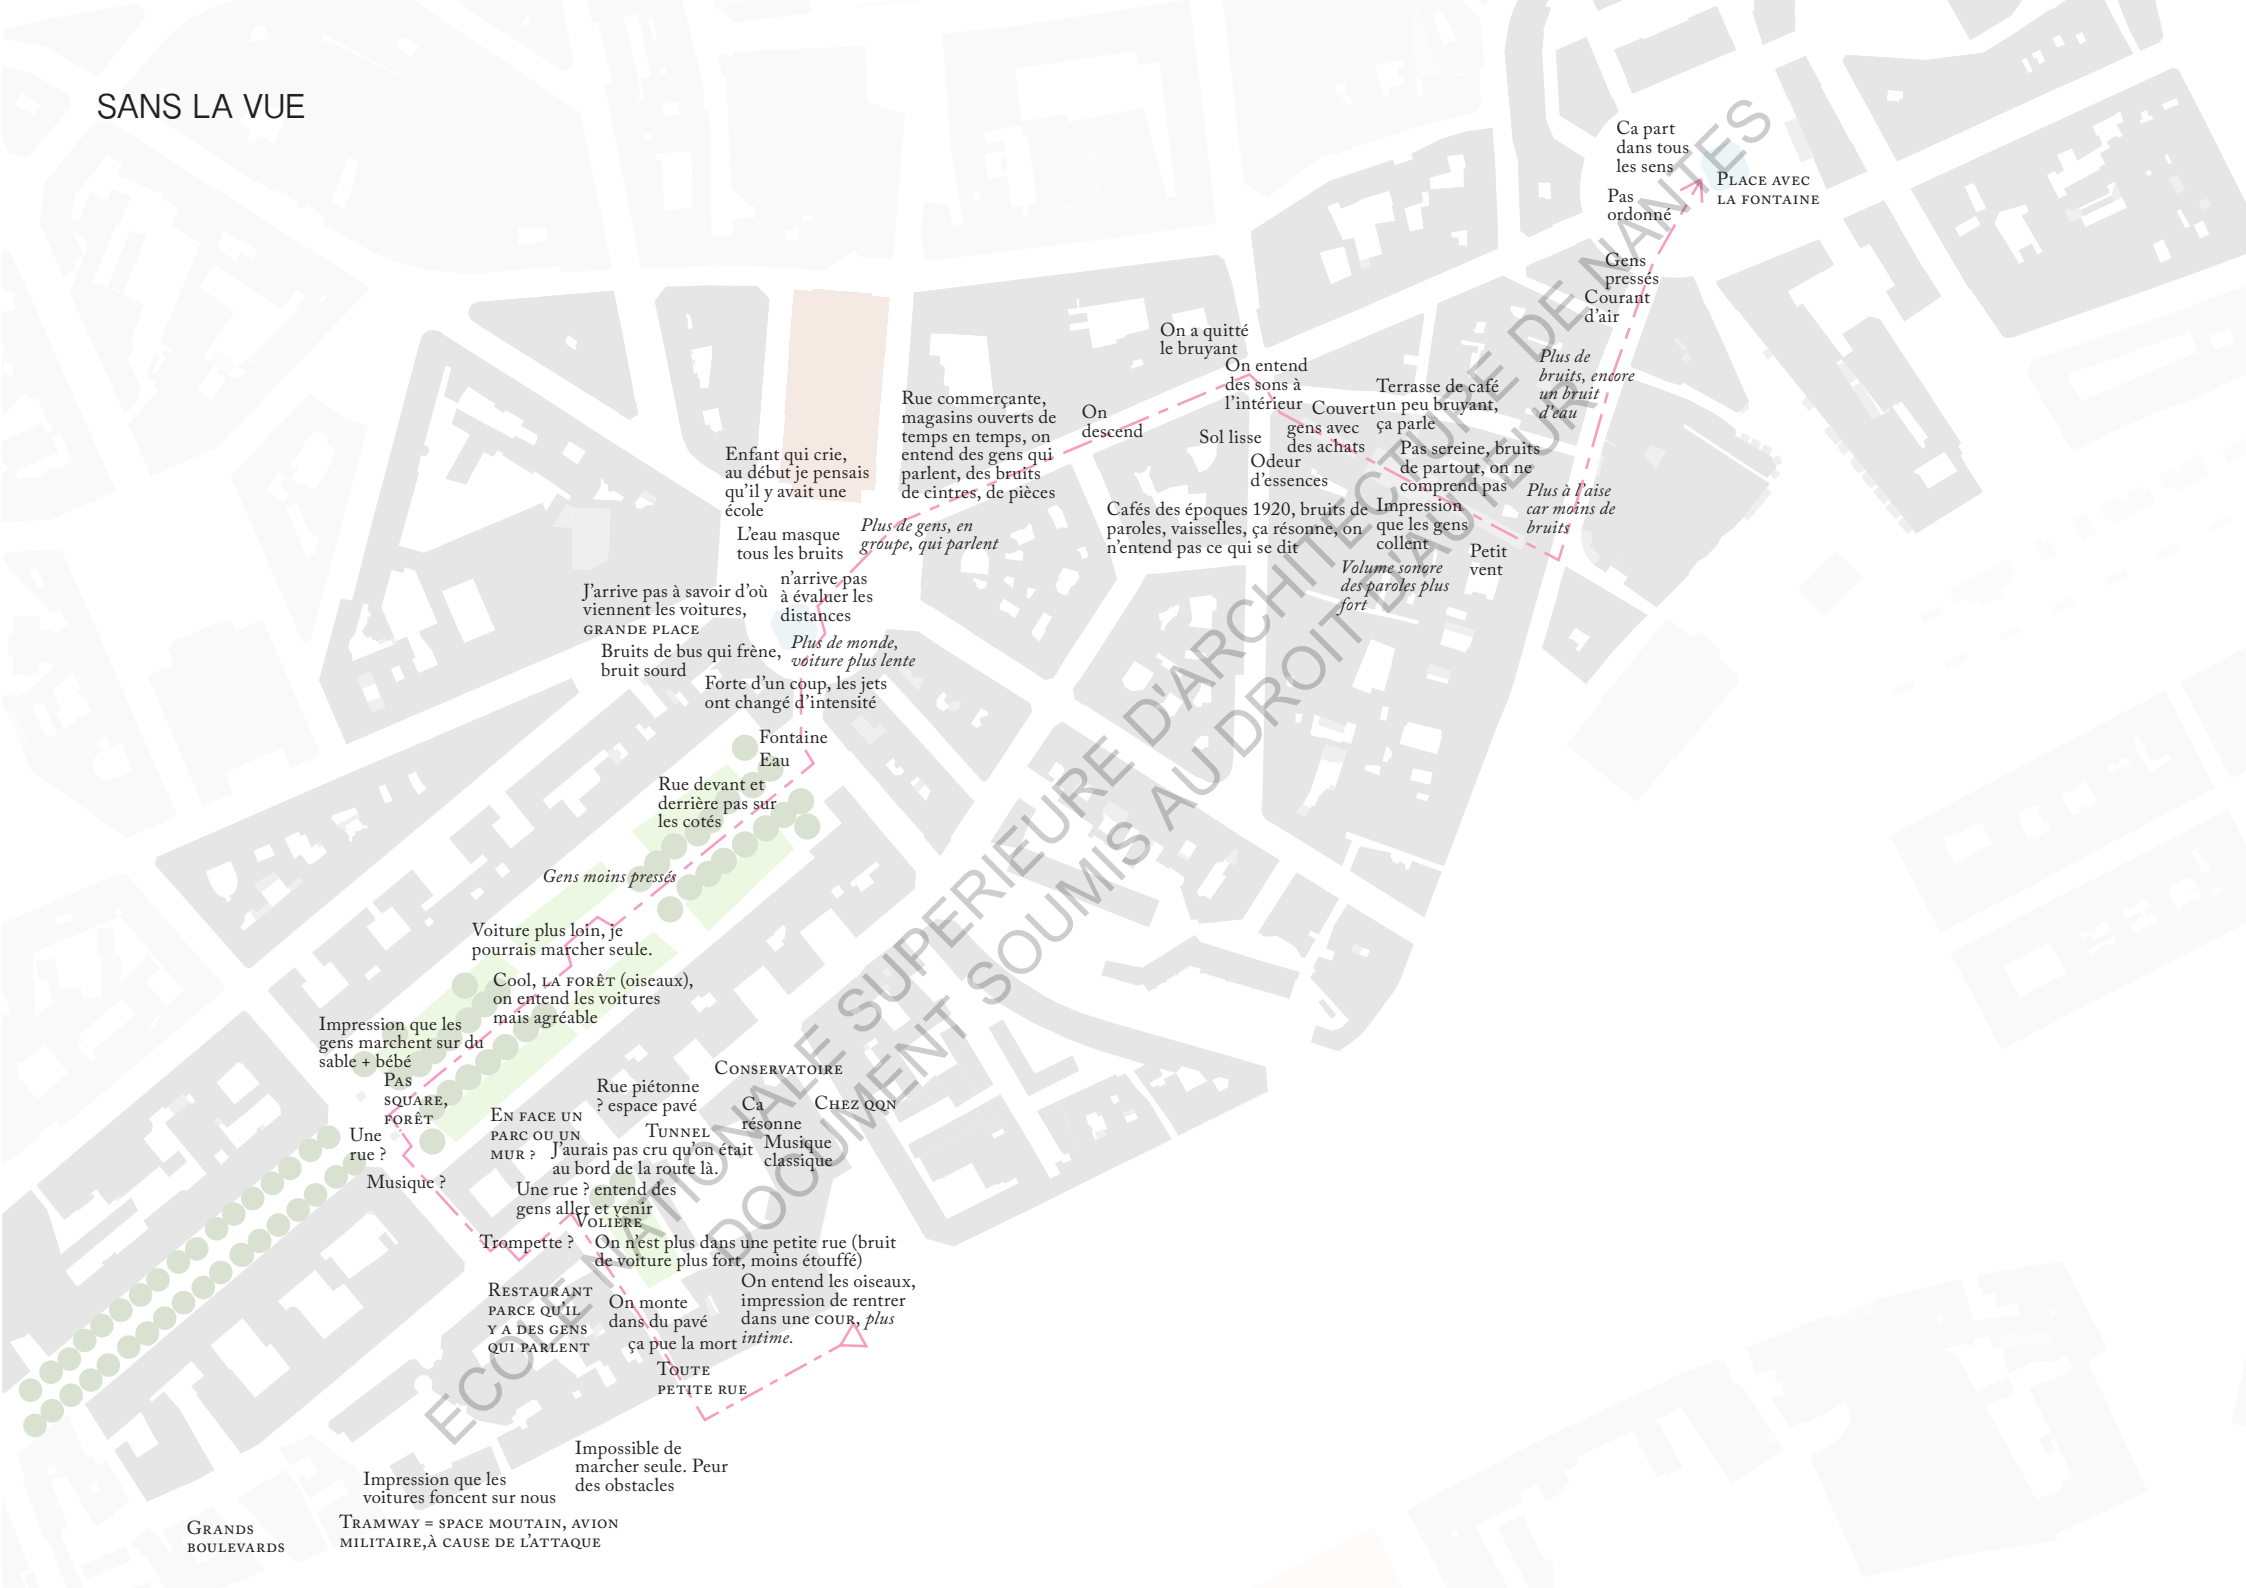 SANS LA VUE
Ca part
dans tous
les sens
PLACE AVEC
LA FONTAINE
Pas
ordonné
Gens
pressés
Courant
d'air
Plus de
bruits, encore
un bruit
d'eau
On a quitté
le bruyant
On entend
des sons à
l'intérieur
Terrasse de café
un peu bruyant,
ça parle
Couvert
gens avec
des achats
Rue commerçante,
magasins ouverts de
temps en temps, on
entend des gens qui
parlent, des bruits
de cintres, de pièces
On
descend
Sol lisse
Odeur
d'essences
Pas sereine, bruits
de partout, on ne
comprend pas
Plus à l'aise
car moins de
bruits
Enfant qui crie,
au début je pensais
qu'il y avait une
école
Cafés des époques 1920, bruits de
paroles, vaisselles, ça résonne, on
n'entend pas ce qui se dit
Impression
que les gens
collent
Petit
vent
Volume sonore
des paroles plus
fort
L'eau masque
tous les bruits
Plus de gens, en
groupe, qui parlent
n'arrive pas
à évaluer les
distances
J'arrive pas à savoir d'où
viennent les voitures,
GRANDE PLACE
Bruits de bus qui frène,
bruit sourd
Plus de monde,
voiture plus lente
Forte d'un coup, les jets
ont changé d'intensité
Fontaine
Eau
Rue devant et
derrière pas sur
les cotés
Gens moins pressés
Voiture plus loin, je
pourrais marcher seule.
Cool, LA FORÊT (oiseaux),
on entend les voitures
mais agréable
Impression que les
gens marchent sur du
sable + bébé
PAS
SQUARE,
FORÊT
Une
rue ?
Musique ?
CONSERVATOIRE
Rue piétonne
? espace pavé
Ca
résonne
CHEZ QQN
EN FACE UN
PARC OU UN
MUR ?
TUNNEL
Musique
classique
J'aurais pas cru qu'on était
au bord de la route là.
Une rue ? entend des
gens aller et venir
VOLIÈRE
Trompette ?
On n'est plus dans une petite rue (bruit
de voiture plus fort, moins étouffé)
On entend les oiseaux,
impression de rentrer
dans une COUR, plus
intime.
RESTAURANT
PARCE QU'IL
Y A DES GENS
QUI PARLENT
On monte
dans du pavé
ça pue la mort
TOUTE
PETITE RUE
Impossible de
marcher seule. Peur
des obstacles
Impression que les
voitures foncent sur nous
GRANDS
BOULEVARDS
TRAMWAY = SPACE MOUTAIN, AVION
MILITAIRE,À CAUSE DE L'ATTAQUE
ECOLE NATIONALE SUPERIEURE D'ARCHITECTURE DE NANTES
DOCUMENT SOUMIS AU DROIT D'AUTEUR